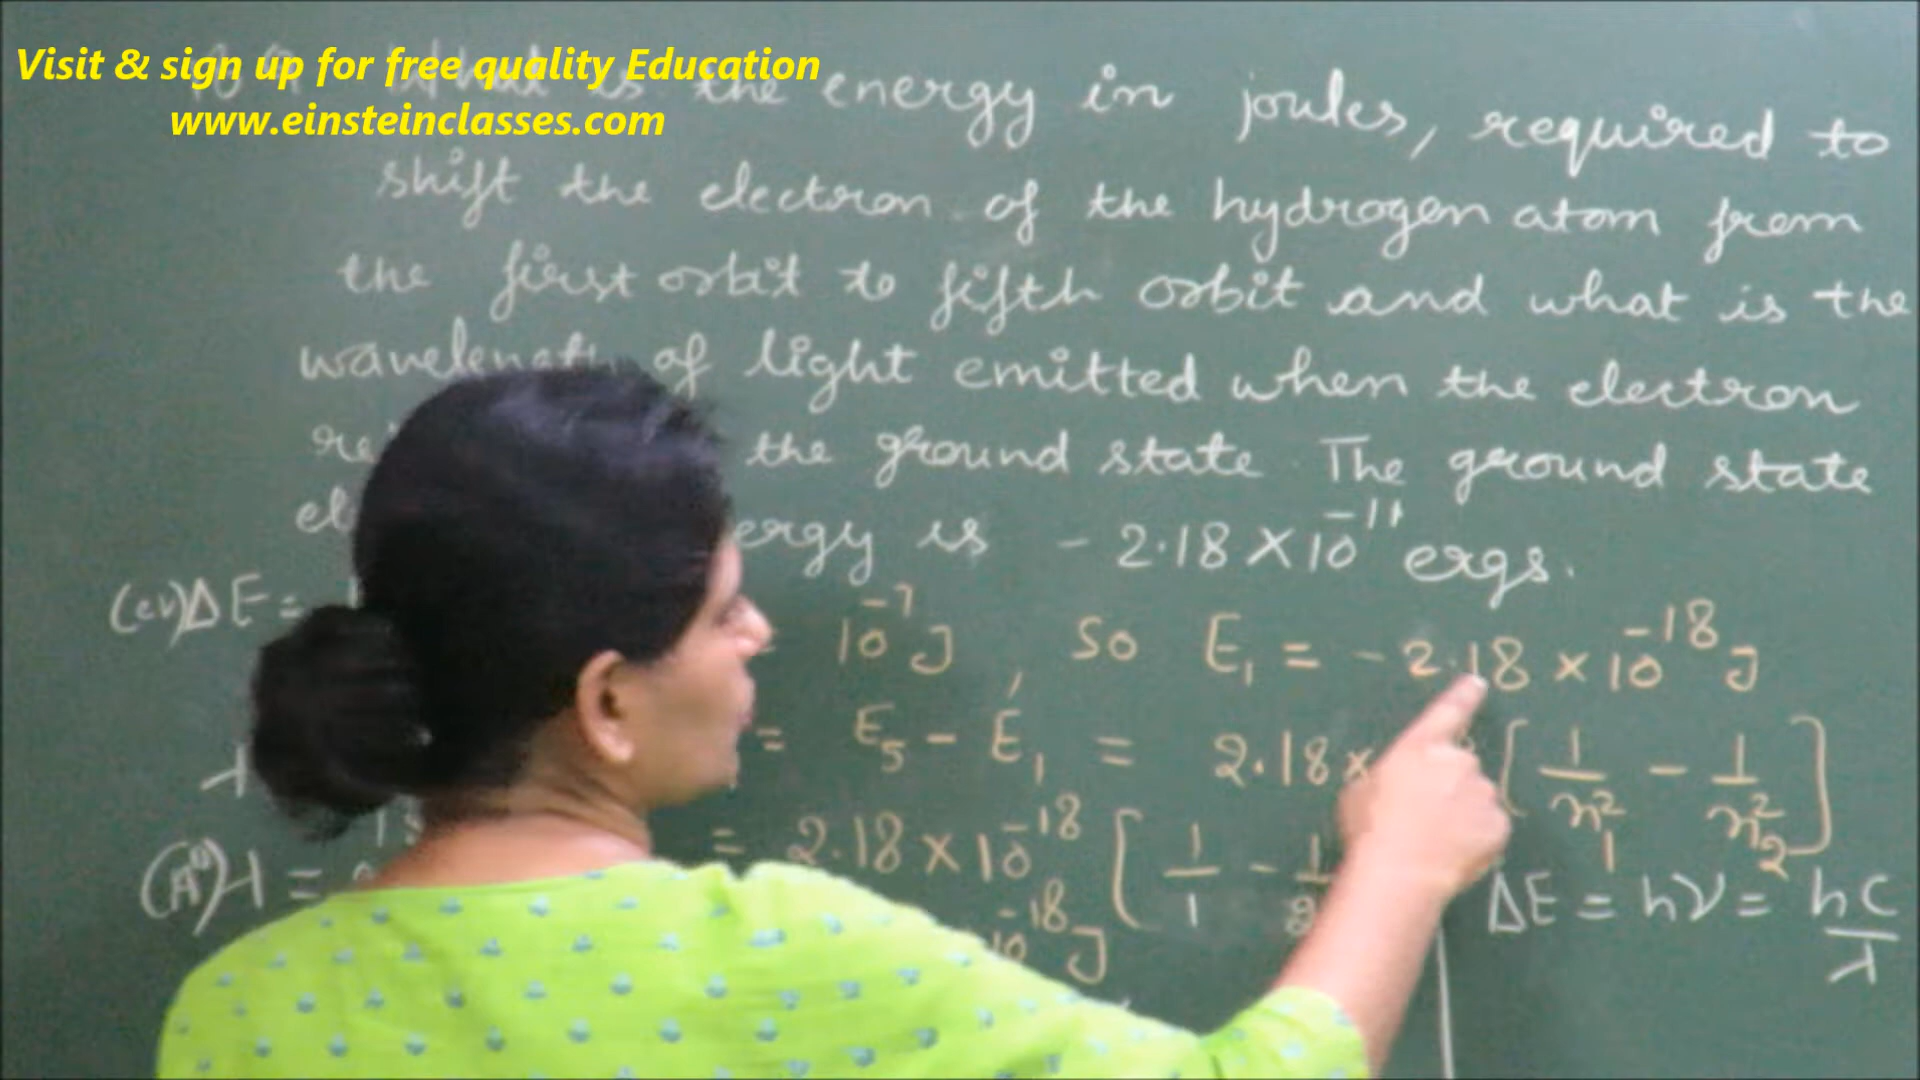 Visit & sign up for free quality Education
www.einsteinclasses.com
What is the energy in joules, required to
shift the electron of the hydrogen atom from
the first orbit to fifth orbit and what is the
wavelength of light emitted when the electron
the ground state. The ground state
is - 2.18 X 10^-11 ergs.
(ev) ΔE =
10^-7 J, So E₁ = - 2.18 × 10^-18 J
= E₅ - E₁ = 2.18 × [1/n₁² - 1/n₂²]
= 2.18 × 10^-18 [1/1 - 1/
(A°) λ =
ΔE = hν = hc/λ
10^-18 J